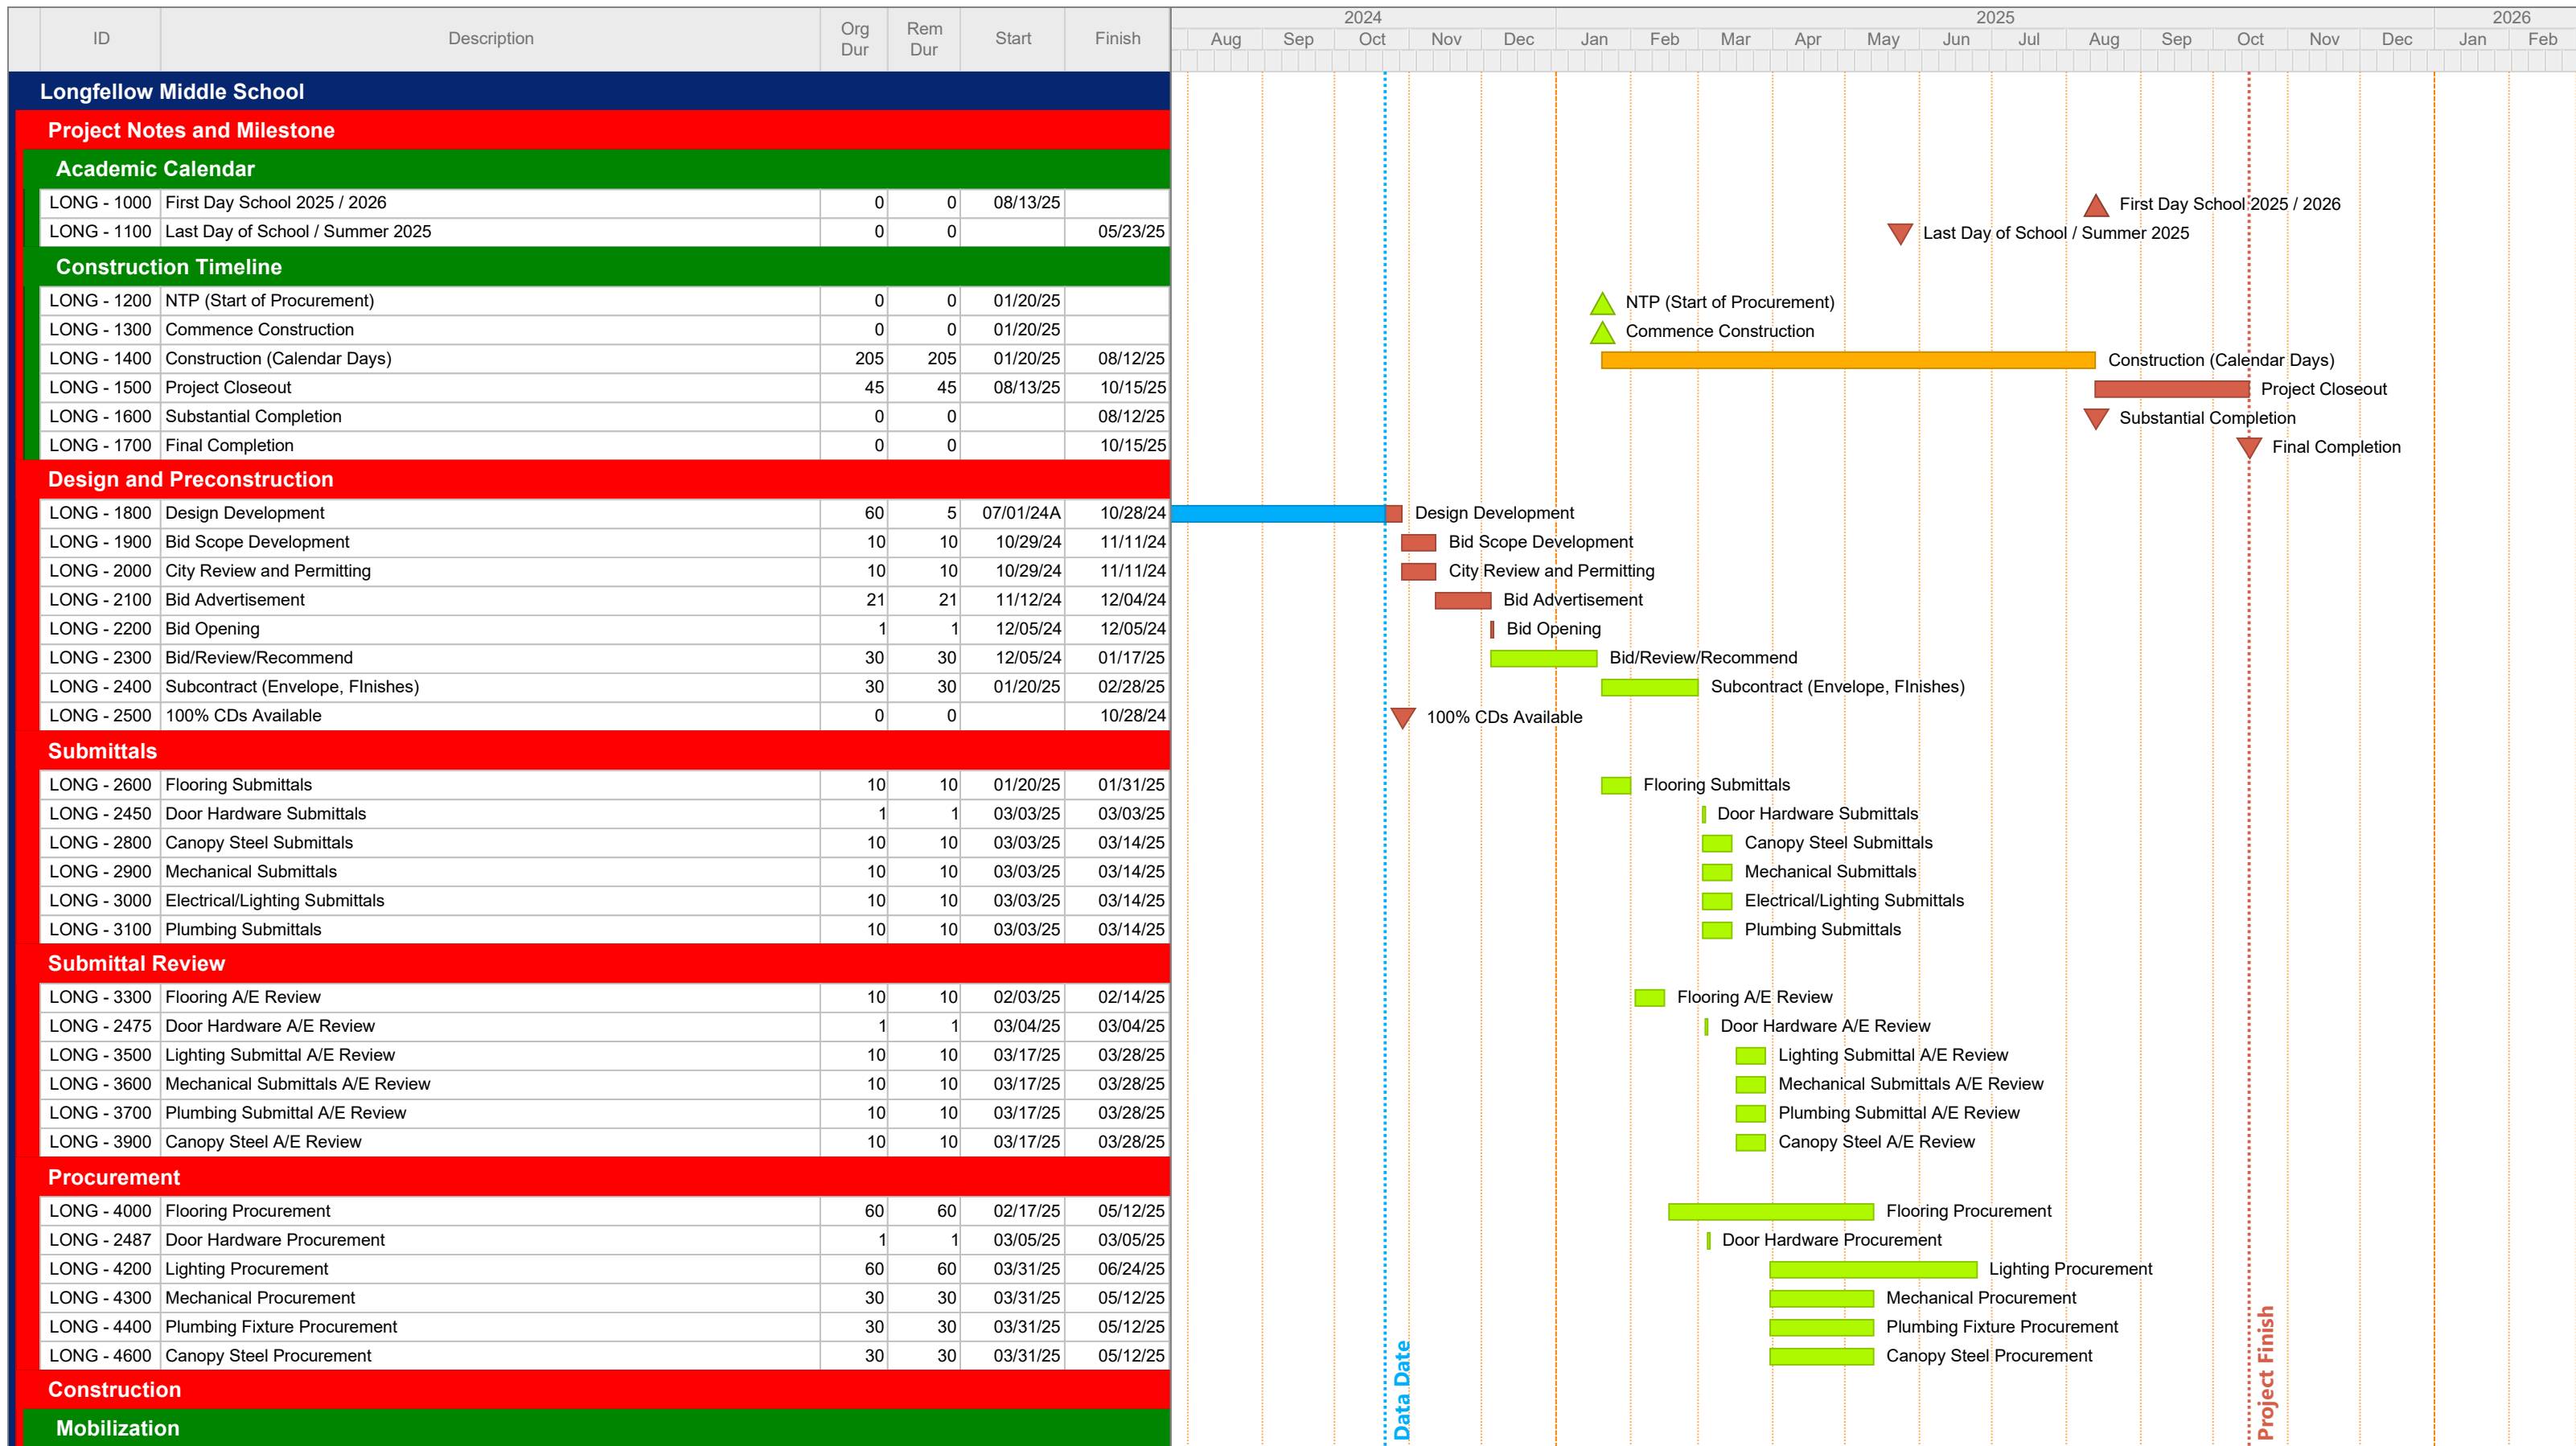 ID Description Org Dur Rem Dur Start Finish
2024 2025 2026
Aug Sep Oct Nov Dec Jan Feb Mar Apr May Jun Jul Aug Sep Oct Nov Dec Jan Feb
Longfellow Middle School
Project Notes and Milestone
Academic Calendar
LONG - 1000 First Day School 2025 / 2026 0 0 08/13/25 First Day School 2025 / 2026
LONG - 1100 Last Day of School / Summer 2025 0 0 05/23/25 Last Day of School / Summer 2025
Construction Timeline
LONG - 1200 NTP (Start of Procurement) 0 0 01/20/25 NTP (Start of Procurement)
LONG - 1300 Commence Construction 0 0 01/20/25 Commence Construction
LONG - 1400 Construction (Calendar Days) 205 205 01/20/25 08/12/25 Construction (Calendar Days)
LONG - 1500 Project Closeout 45 45 08/13/25 10/15/25 Project Closeout
LONG - 1600 Substantial Completion 0 0 08/12/25 Substantial Completion
LONG - 1700 Final Completion 0 0 10/15/25 Final Completion
Design and Preconstruction
LONG - 1800 Design Development 60 5 07/01/24A 10/28/24 Design Development
LONG - 1900 Bid Scope Development 10 10 10/29/24 11/11/24 Bid Scope Development
LONG - 2000 City Review and Permitting 10 10 10/29/24 11/11/24 City Review and Permitting
LONG - 2100 Bid Advertisement 21 21 11/12/24 12/04/24 Bid Advertisement
LONG - 2200 Bid Opening 1 1 12/05/24 12/05/24 Bid Opening
LONG - 2300 Bid/Review/Recommend 30 30 12/05/24 01/17/25 Bid/Review/Recommend
LONG - 2400 Subcontract (Envelope, FInishes) 30 30 01/20/25 02/28/25 Subcontract (Envelope, FInishes)
LONG - 2500 100% CDs Available 0 0 10/28/24 100% CDs Available
Submittals
LONG - 2600 Flooring Submittals 10 10 01/20/25 01/31/25 Flooring Submittals
LONG - 2450 Door Hardware Submittals 1 1 03/03/25 03/03/25 Door Hardware Submittals
LONG - 2800 Canopy Steel Submittals 10 10 03/03/25 03/14/25 Canopy Steel Submittals
LONG - 2900 Mechanical Submittals 10 10 03/03/25 03/14/25 Mechanical Submittals
LONG - 3000 Electrical/Lighting Submittals 10 10 03/03/25 03/14/25 Electrical/Lighting Submittals
LONG - 3100 Plumbing Submittals 10 10 03/03/25 03/14/25 Plumbing Submittals
Submittal Review
LONG - 3300 Flooring A/E Review 10 10 02/03/25 02/14/25 Flooring A/E Review
LONG - 2475 Door Hardware A/E Review 1 1 03/04/25 03/04/25 Door Hardware A/E Review
LONG - 3500 Lighting Submittal A/E Review 10 10 03/17/25 03/28/25 Lighting Submittal A/E Review
LONG - 3600 Mechanical Submittals A/E Review 10 10 03/17/25 03/28/25 Mechanical Submittals A/E Review
LONG - 3700 Plumbing Submittal A/E Review 10 10 03/17/25 03/28/25 Plumbing Submittal A/E Review
LONG - 3900 Canopy Steel A/E Review 10 10 03/17/25 03/28/25 Canopy Steel A/E Review
Procurement
LONG - 4000 Flooring Procurement 60 60 02/17/25 05/12/25 Flooring Procurement
LONG - 2487 Door Hardware Procurement 1 1 03/05/25 03/05/25 Door Hardware Procurement
LONG - 4200 Lighting Procurement 60 60 03/31/25 06/24/25 Lighting Procurement
LONG - 4300 Mechanical Procurement 30 30 03/31/25 05/12/25 Mechanical Procurement
LONG - 4400 Plumbing Fixture Procurement 30 30 03/31/25 05/12/25 Plumbing Fixture Procurement
LONG - 4600 Canopy Steel Procurement 30 30 03/31/25 05/12/25 Canopy Steel Procurement
Construction
Mobilization
Data Date
Project Finish